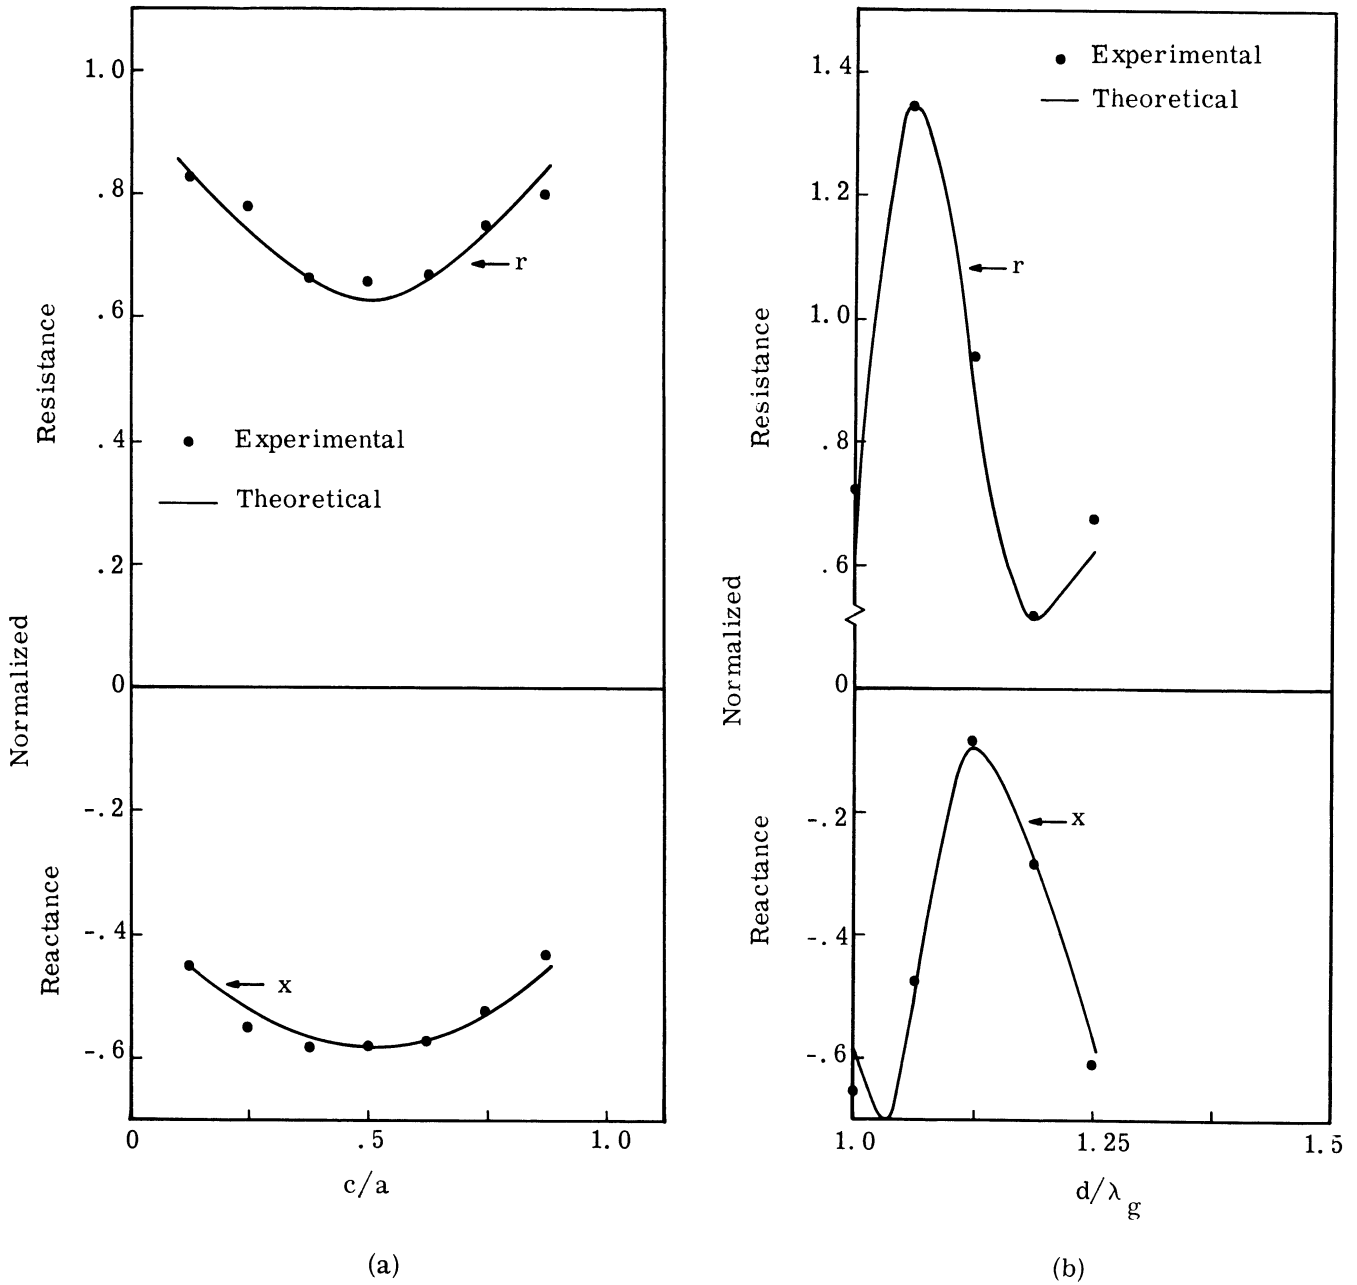 1.0
.8
.6
.4
.2
0
-.2
-.4
-.6
Resistance
Normalized
Reactance
r
Experimental
Theoretical
x
0
.5
1.0
c/a
(a)
1.4
1.2
1.0
.8
.6
0
-.2
-.4
-.6
Resistance
Normalized
Reactance
Experimental
Theoretical
r
x
1.0
1.25
1.5
d/λg
(b)